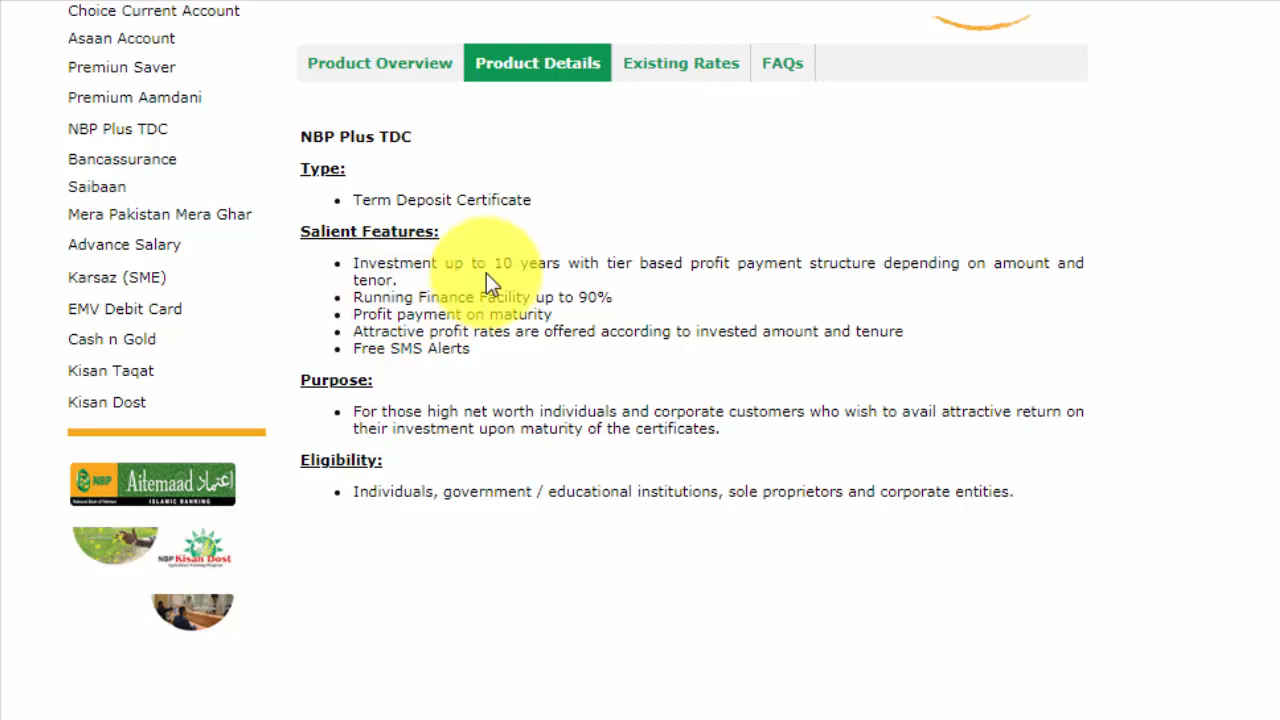 Choice Current Account
Asaan Account
Premiun Saver
Premium Aamdani
NBP Plus TDC
Bancassurance
Saibaan
Mera Pakistan Mera Ghar
Advance Salary
Karsaz (SME)
EMV Debit Card
Cash n Gold
Kisan Taqat
Kisan Dost
NBP
National Bank of Pakistan
Aitemaad اعتماد
ISLAMIC BANKING
NBP Kisan Dost
Product Overview Product Details Existing Rates FAQs
NBP Plus TDC
Type:
• Term Deposit Certificate
Salient Features:
• Investment up to 10 years with tier based profit payment structure depending on amount and
tenor.
• Running Finance Facility up to 90%
• Profit payment on maturity
• Attractive profit rates are offered according to invested amount and tenure
• Free SMS Alerts
Purpose:
• For those high net worth individuals and corporate customers who wish to avail attractive return on
their investment upon maturity of the certificates.
Eligibility:
• Individuals, government / educational institutions, sole proprietors and corporate entities.